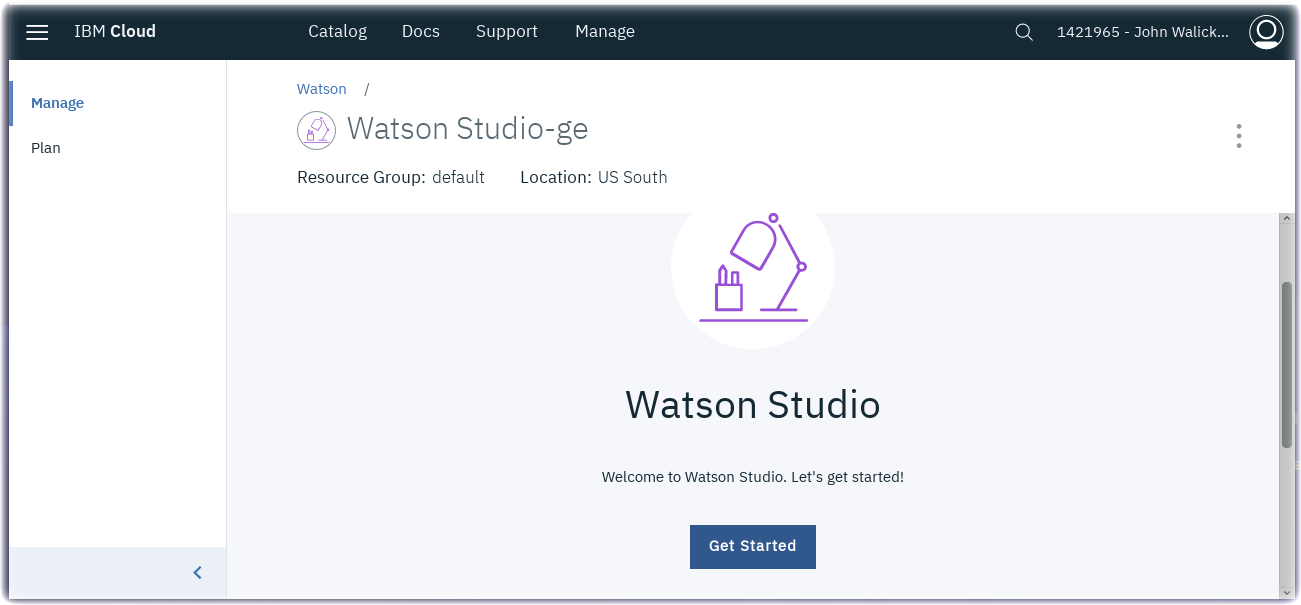 IBM Cloud Catalog Docs Support Manage 1421965 - John Walick...
Manage
Plan
Watson /
Watson Studio-ge
Resource Group: default Location: US South
Watson Studio
Welcome to Watson Studio. Let's get started!
Get Started